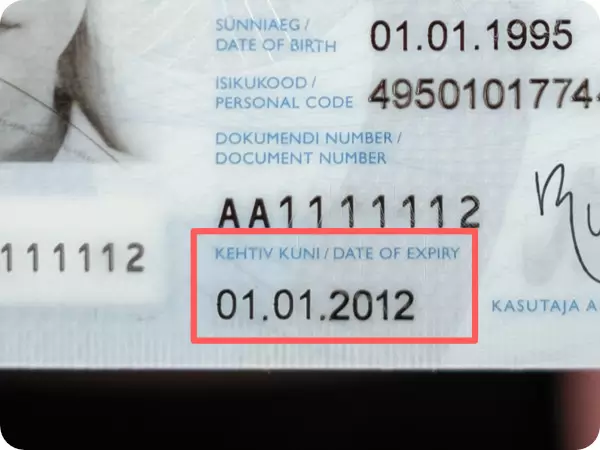 SÜNNIAEG /
DATE OF BIRTH
01.01.1995
ISIKUKOOD /
PERSONAL CODE
4950101774
DOKUMENDI NUMBER /
DOCUMENT NUMBER
AA1111112
111112
KEHTIV KUNI / DATE OF EXPIRY
01.01.2012
KASUTAJA A